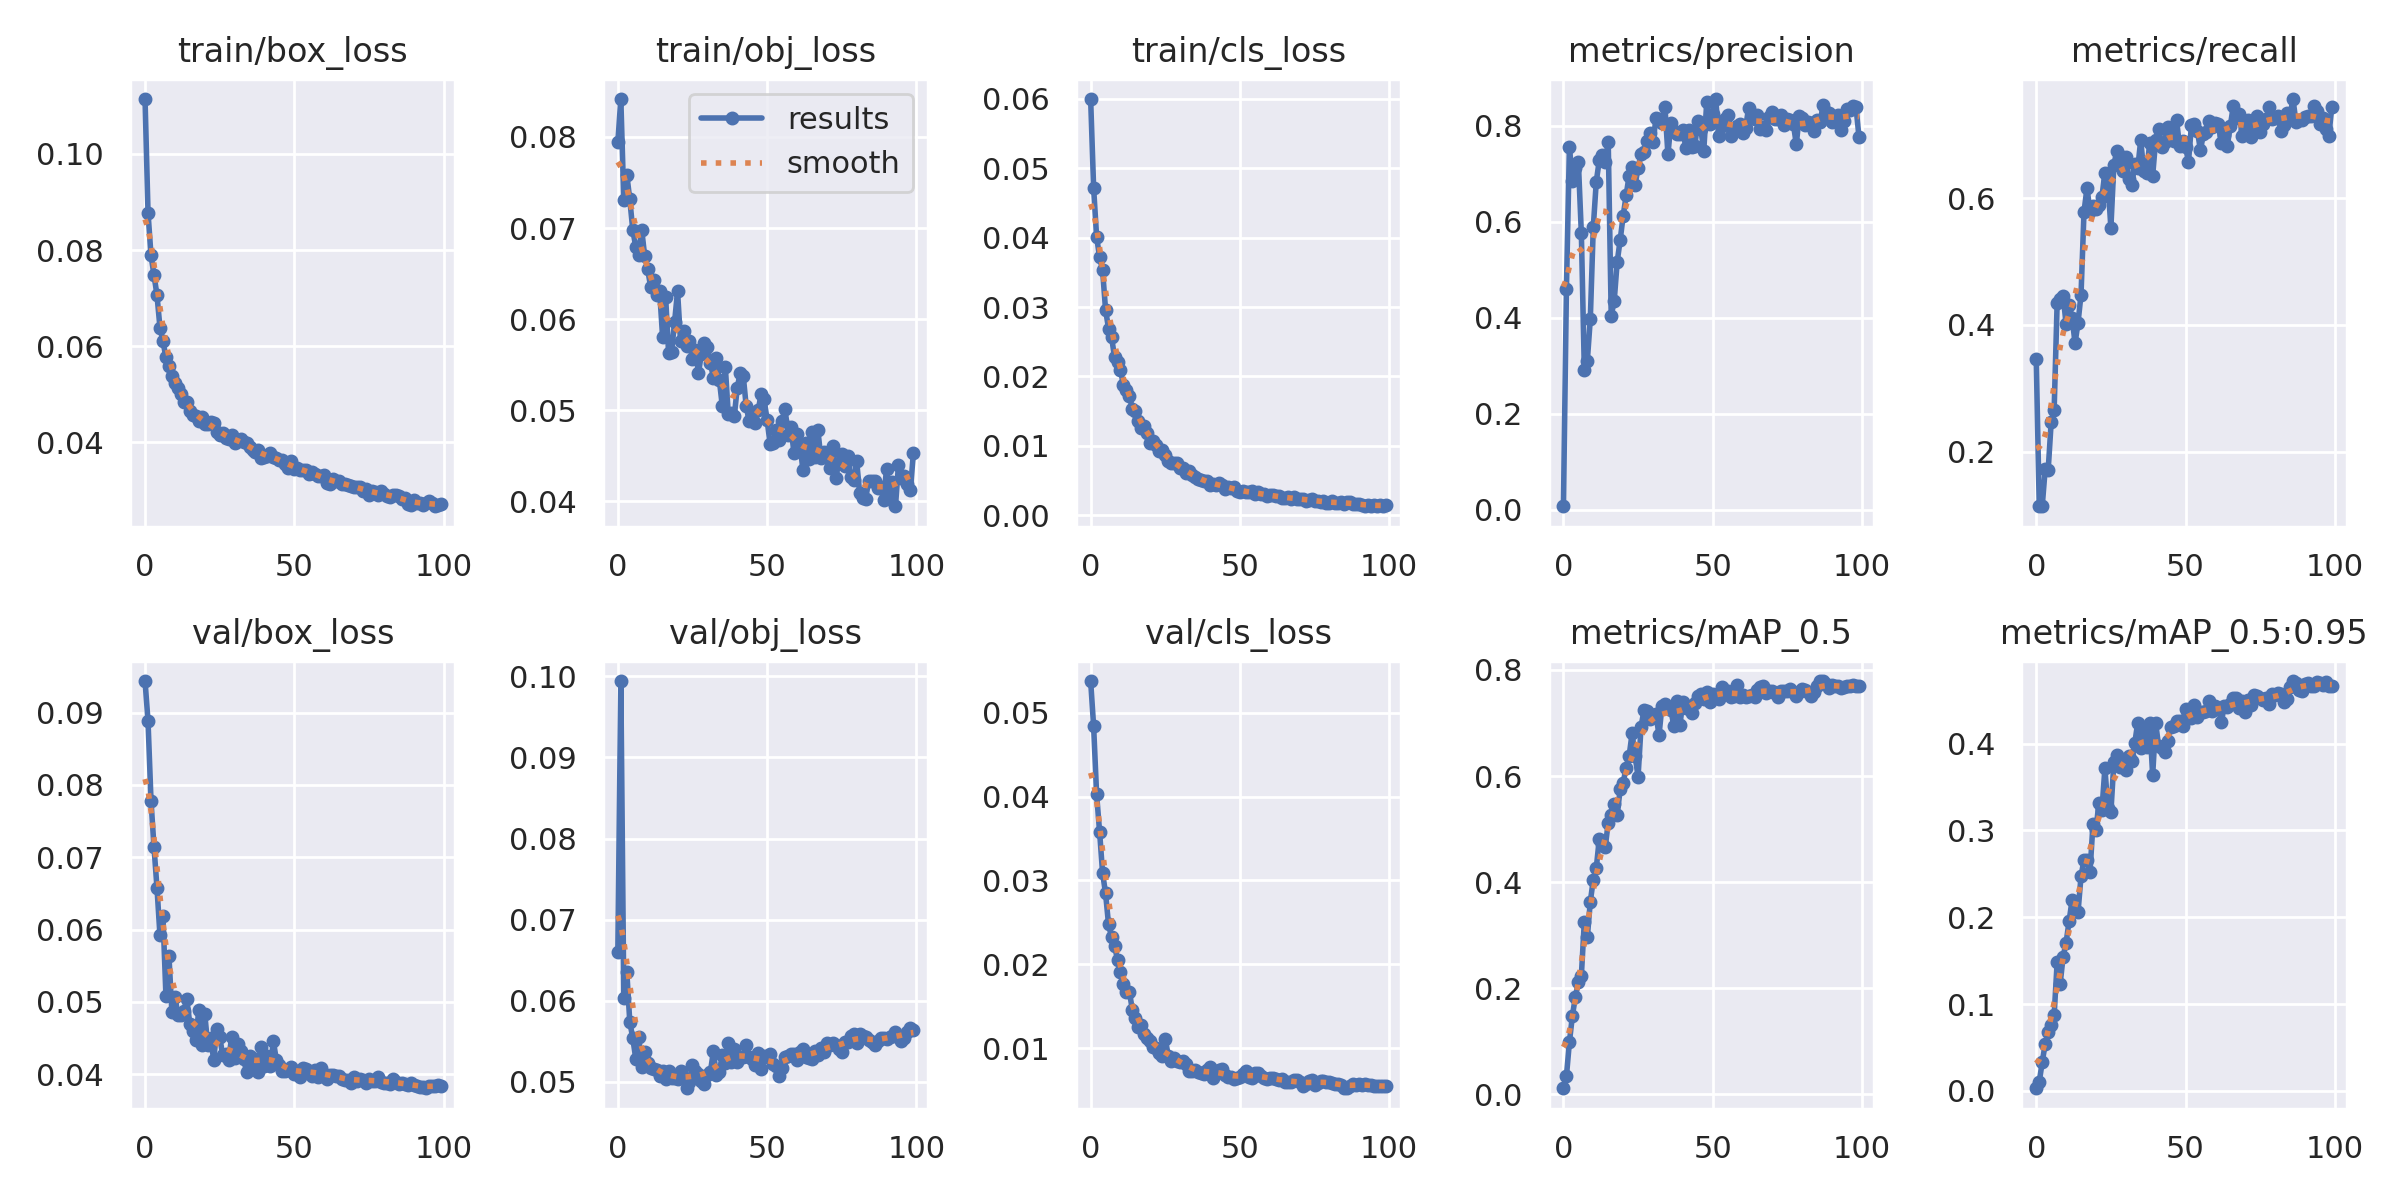 train/box_loss
0.10
0.08
0.06
0.04
0 50 100
train/obj_loss
results
smooth
0.08
0.07
0.06
0.05
0.04
0 50 100
train/cls_loss
0.06
0.05
0.04
0.03
0.02
0.01
0.00
0 50 100
metrics/precision
0.8
0.6
0.4
0.2
0.0
0 50 100
metrics/recall
0.6
0.4
0.2
0 50 100
val/box_loss
0.09
0.08
0.07
0.06
0.05
0.04
0 50 100
val/obj_loss
0.10
0.09
0.08
0.07
0.06
0.05
0 50 100
val/cls_loss
0.05
0.04
0.03
0.02
0.01
0 50 100
metrics/mAP_0.5
0.8
0.6
0.4
0.2
0.0
0 50 100
metrics/mAP_0.5:0.95
0.4
0.3
0.2
0.1
0.0
0 50 100